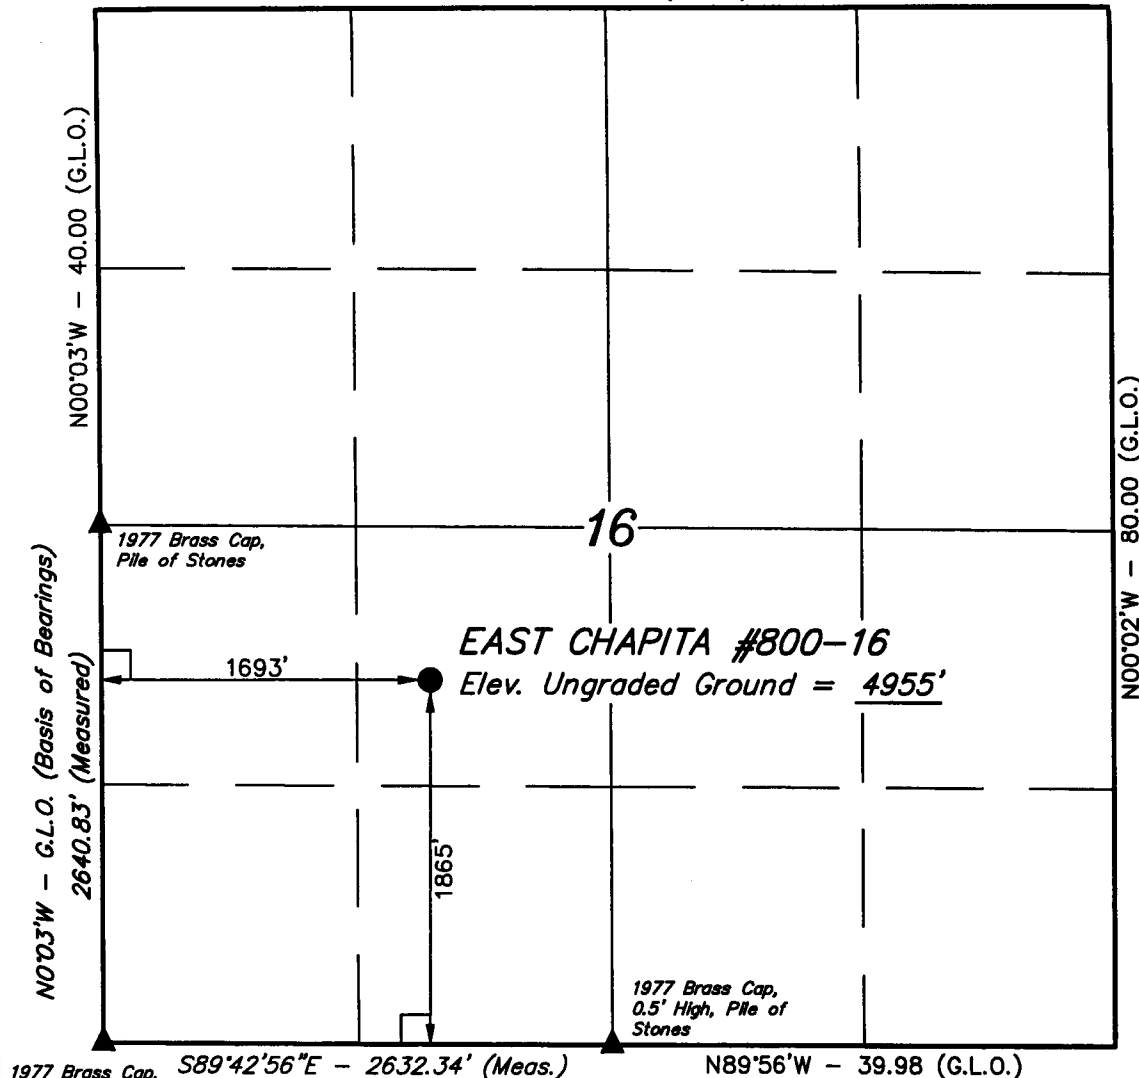 N00°03'W – 40.00 (G.L.O.)
16
1977 Brass Cap,
Pile of Stones
N00°02'W – 80.00 (G.L.O.)
N0°03'W – G.L.O. (Basis of Bearings)
2640.83' (Measured)
EAST CHAPITA #800–16
1693'
Elev. Ungraded Ground = 4955'
1865'
1977 Brass Cap,
0.5' High, Pile of
Stones
1977 Brass Cap,
S89°42'56"E – 2632.34' (Meas.)
N89°56'W – 39.98 (G.L.O.)